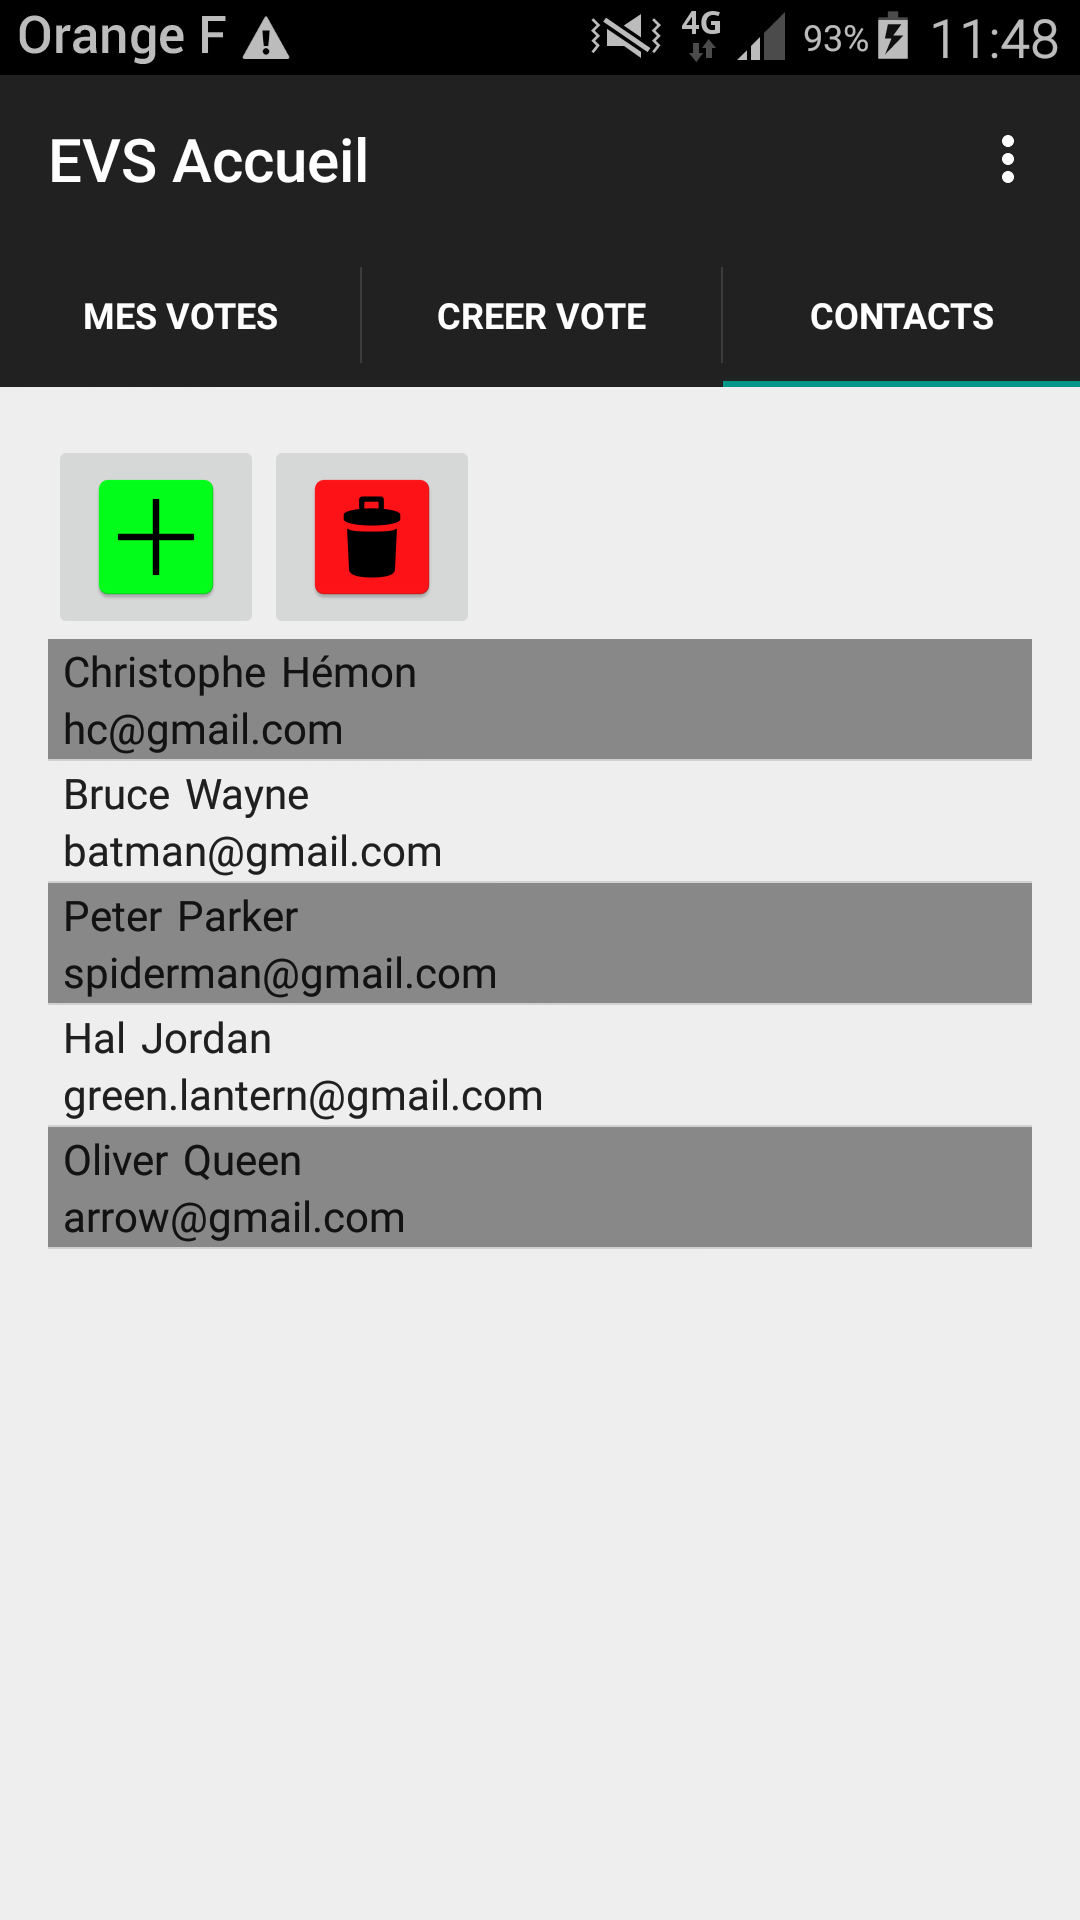 Orange F
4G
93%
11:48
EVS Accueil
MES VOTES
CREER VOTE
CONTACTS
Christophe Hémon
hc@gmail.com
Bruce Wayne
batman@gmail.com
Peter Parker
spiderman@gmail.com
Hal Jordan
green.lantern@gmail.com
Oliver Queen
arrow@gmail.com